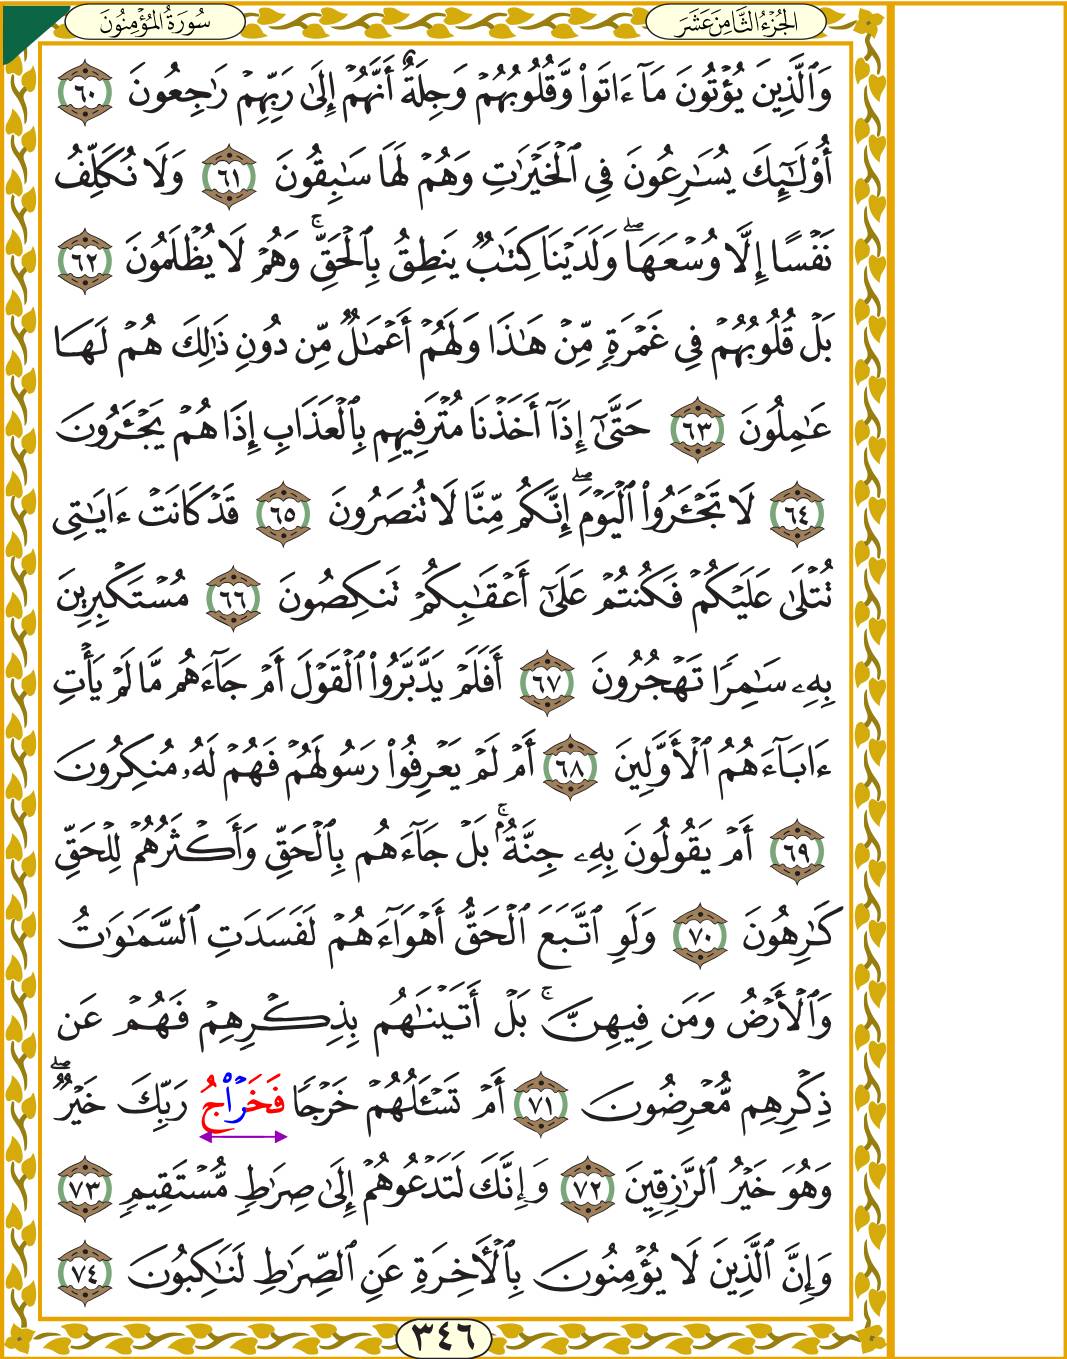 الجُزْءُ الثَّامِنَ عَشَرَ
سُورَةُ المُؤْمِنُونَ
وَٱلَّذِينَ يُؤْتُونَ مَآ ءَاتَوا۟ وَّقُلُوبُهُمْ وَجِلَةٌ أَنَّهُمْ إِلَىٰ رَبِّهِمْ رَٰجِعُونَ ٦٠
أُو۟لَٰٓئِكَ يُسَٰرِعُونَ فِي ٱلْخَيْرَٰتِ وَهُمْ لَهَا سَٰبِقُونَ ٦١ وَلَا نُكَلِّفُ
نَفْسًا إِلَّا وُسْعَهَاۖ وَلَدَيْنَا كِتَٰبٌ يَنطِقُ بِٱلْحَقِّۚ وَهُمْ لَا يُظْلَمُونَ ٦٢
بَلْ قُلُوبُهُمْ فِي غَمْرَةٍ مِّنْ هَٰذَا وَلَهُمْ أَعْمَٰلٌ مِّن دُونِ ذَٰلِكَ هُمْ لَهَا
عَٰمِلُونَ ٦٣ حَتَّىٰٓ إِذَآ أَخَذْنَا مُتْرَفِيهِم بِٱلْعَذَابِ إِذَا هُمْ يَجْـَٔرُونَ
٦٤ لَا تَجْـَٔرُوا۟ ٱلْيَوْمَۖ إِنَّكُم مِّنَّا لَا تُنصَرُونَ ٦٥ قَدْ كَانَتْ ءَايَٰتِي
تُتْلَىٰ عَلَيْكُمْ فَكُنتُمْ عَلَىٰٓ أَعْقَٰبِكُمْ تَنكِصُونَ ٦٦ مُسْتَكْبِرِينَ
بِهِۦ سَٰمِرًا تَهْجُرُونَ ٦٧ أَفَلَمْ يَدَّبَّرُوا۟ ٱلْقَوْلَ أَمْ جَآءَهُم مَّا لَمْ يَأْتِ
ءَابَآءَهُمُ ٱلْأَوَّلِينَ ٦٨ أَمْ لَمْ يَعْرِفُوا۟ رَسُولَهُمْ فَهُمْ لَهُۥ مُنكِرُونَ
٦٩ أَمْ يَقُولُونَ بِهِۦ جِنَّةٌۢۚ بَلْ جَآءَهُم بِٱلْحَقِّ وَأَكْثَرُهُمْ لِلْحَقِّ
كَٰرِهُونَ ٧٠ وَلَوِ ٱتَّبَعَ ٱلْحَقُّ أَهْوَآءَهُمْ لَفَسَدَتِ ٱلسَّمَٰوَٰتُ
وَٱلْأَرْضُ وَمَن فِيهِنَّۚ بَلْ أَتَيْنَٰهُم بِذِكْرِهِمْ فَهُمْ عَن
ذِكْرِهِم مُّعْرِضُونَ ٧١ أَمْ تَسْـَٔلُهُمْ خَرْجًا فَخَرَاجُ رَبِّكَ خَيْرٌۖ
وَهُوَ خَيْرُ ٱلرَّٰزِقِينَ ٧٢ وَإِنَّكَ لَتَدْعُوهُمْ إِلَىٰ صِرَٰطٍ مُّسْتَقِيمٍ ٧٣
وَإِنَّ ٱلَّذِينَ لَا يُؤْمِنُونَ بِٱلْأَخِرَةِ عَنِ ٱلصِّرَٰطِ لَنَٰكِبُونَ ٧٤
٣٤٦